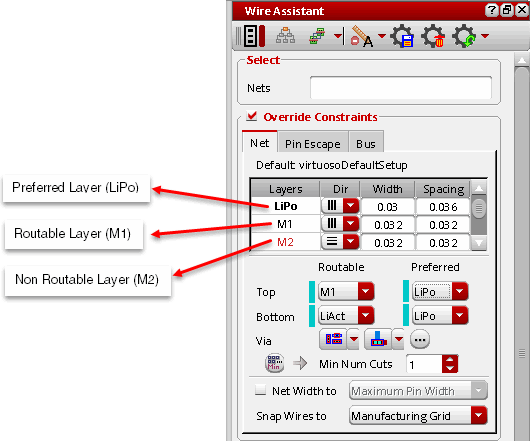 Wire Assistant
Select
Nets
Override Constraints
Net Pin Escape Bus
Default: virtuosoDefaultSetup
Layers Dir Width Spacing
LiPo 0.03 0.036
M1 0.032 0.032
M2 0.032 0.032
Preferred Layer (LiPo)
Routable Layer (M1)
Non Routable Layer (M2)
Routable Preferred
Top M1 LiPo
Bottom LiAct LiPo
Via
Min Min Num Cuts 1
Net Width to Maximum Pin Width
Snap Wires to Manufacturing Grid